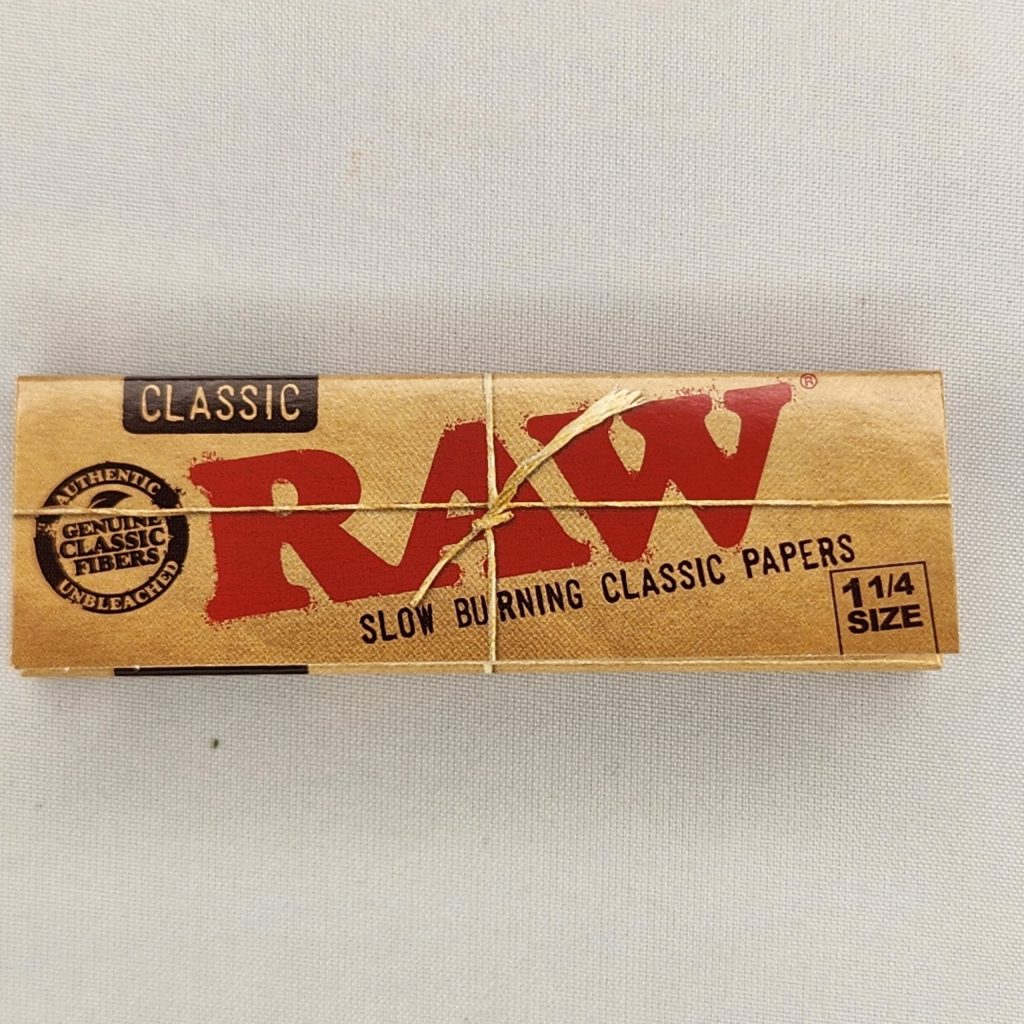 CLASSIC
RAW®
AUTHENTIC
GENUINE
CLASSIC
FIBERS
UNBLEACHED
SLOW BURNING CLASSIC PAPERS
1 1/4
SIZE